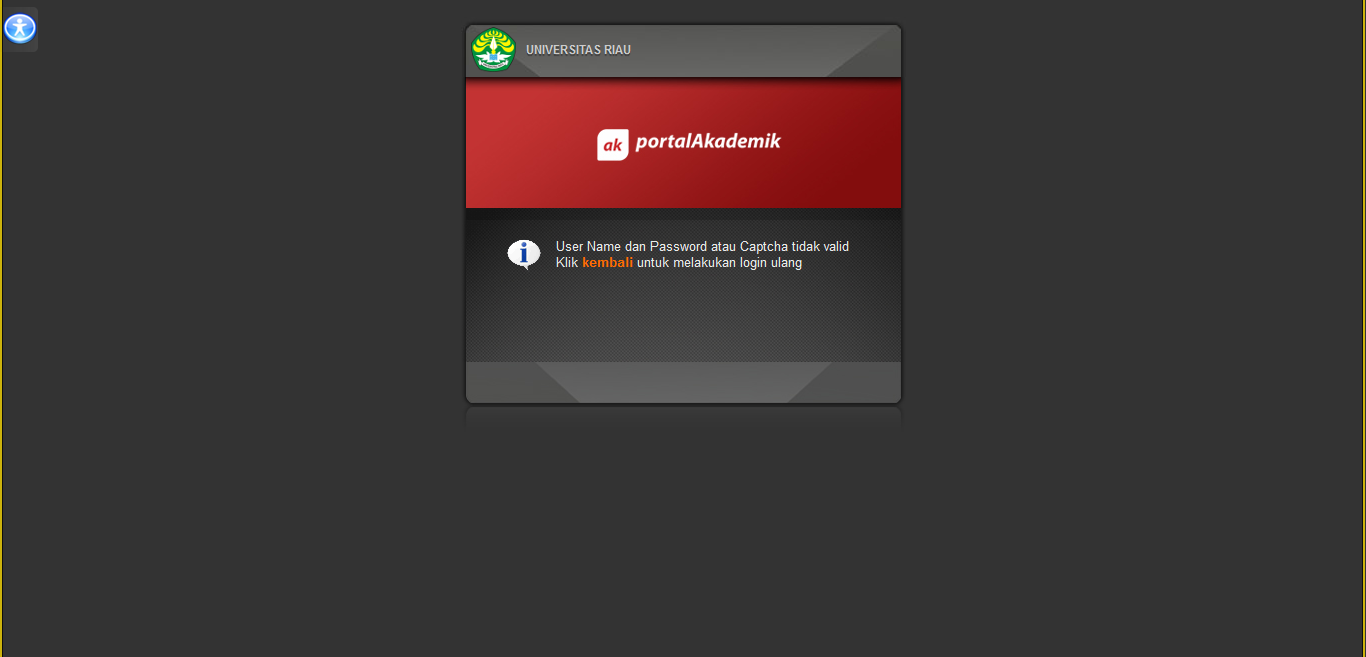 UNIVERSITAS RIAU
ak portalAkademik
i
User Name dan Password atau Captcha tidak valid
Klik kembali untuk melakukan login ulang